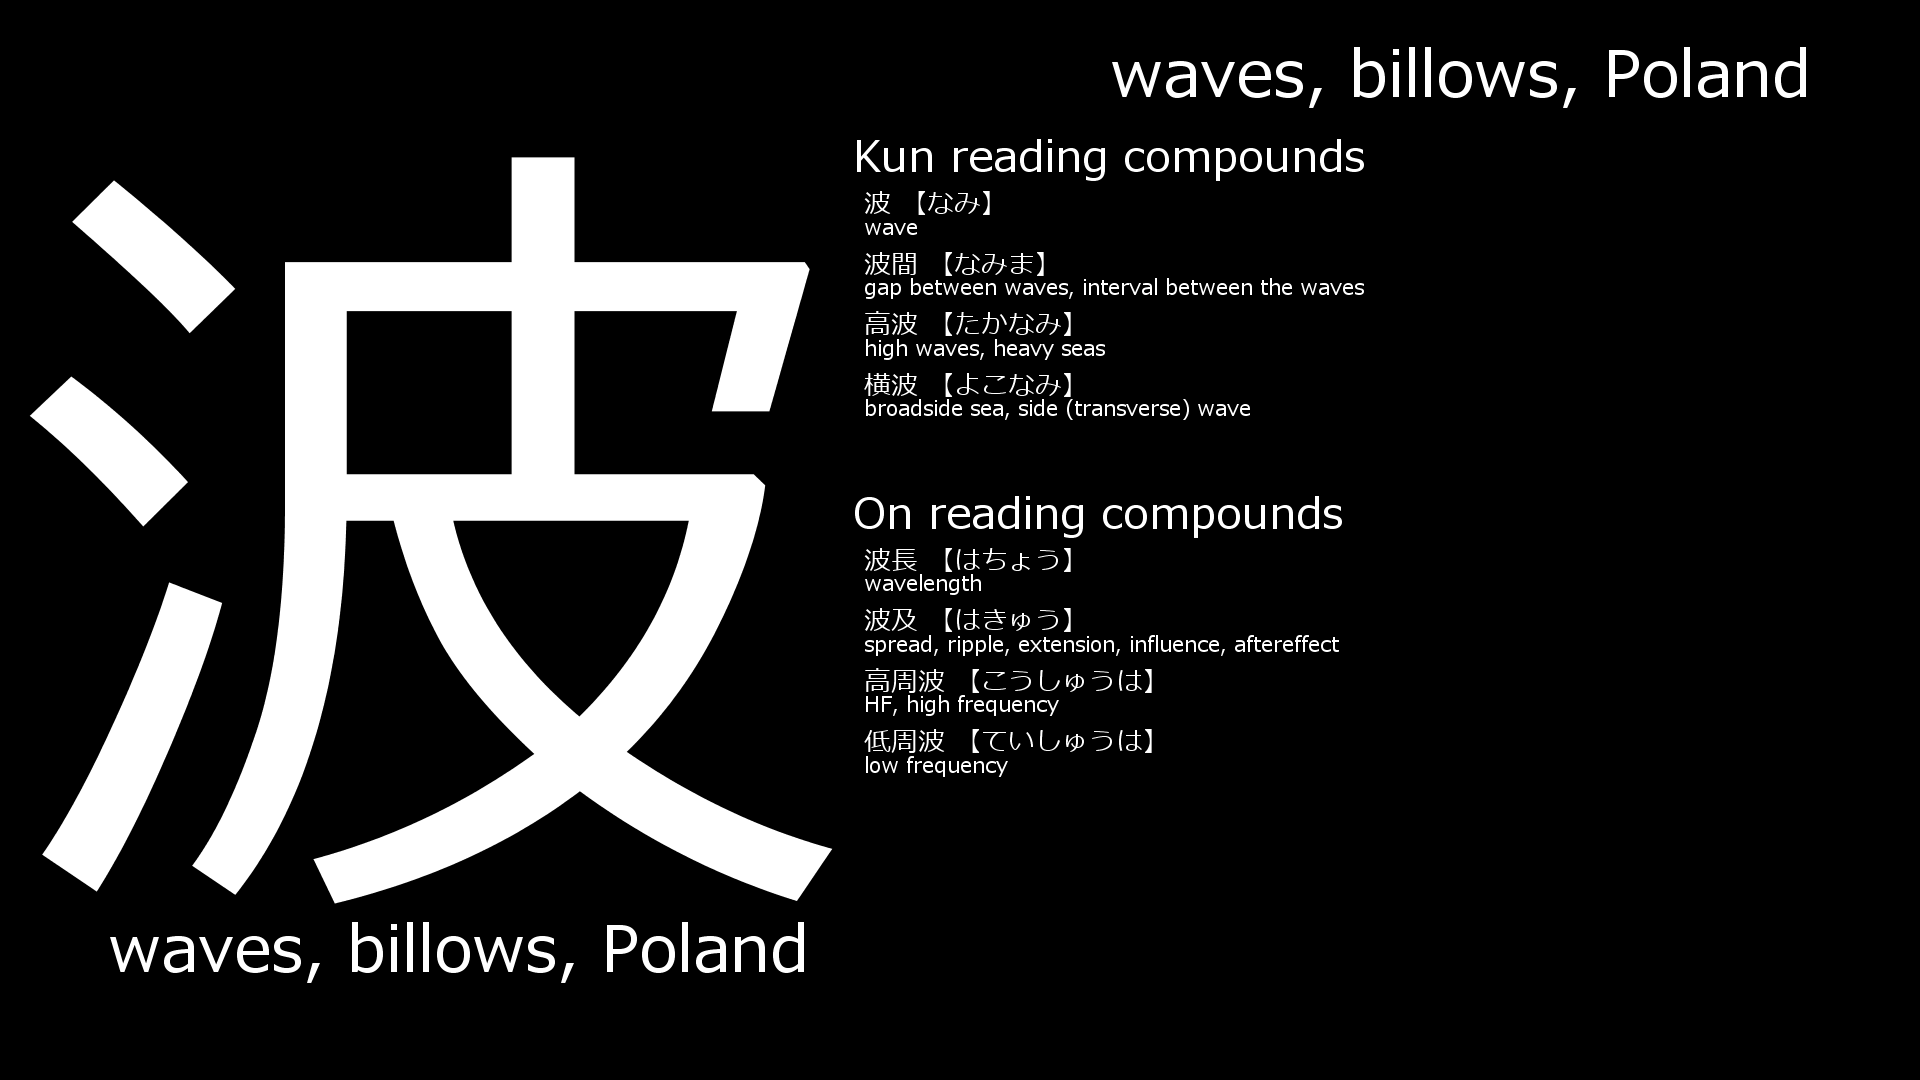 波
waves, billows, Poland
waves, billows, Poland
Kun reading compounds
波 【なみ】
wave
波間 【なみま】
gap between waves, interval between the waves
高波 【たかなみ】
high waves, heavy seas
横波 【よこなみ】
broadside sea, side (transverse) wave
On reading compounds
波長 【はちょう】
wavelength
波及 【はきゅう】
spread, ripple, extension, influence, aftereffect
高周波 【こうしゅうは】
HF, high frequency
低周波 【ていしゅうは】
low frequency